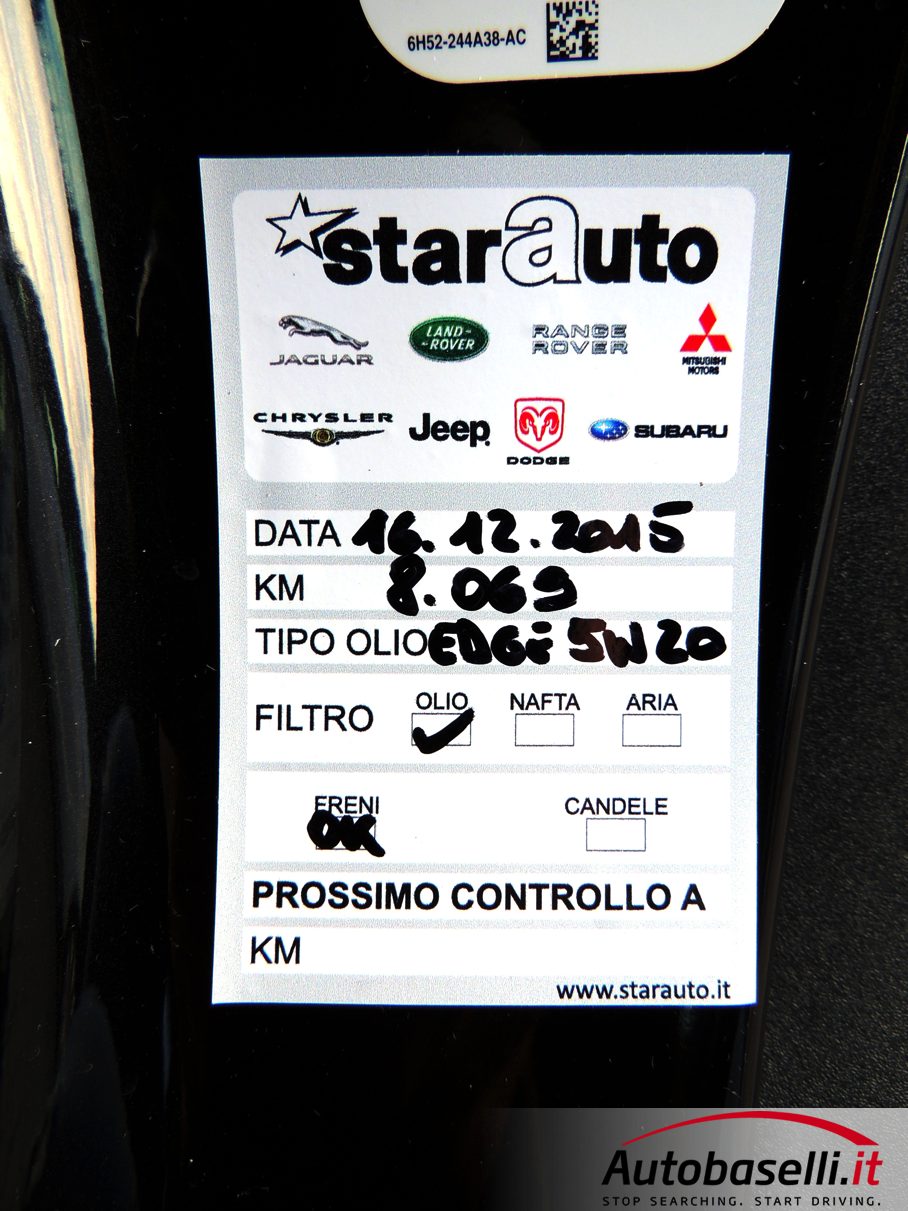 6H52-244A38-AC
starauto
JAGUAR LAND-ROVER RANGE ROVER MITSUBISHI MOTORS
CHRYSLER Jeep DODGE SUBARU
DATA 16.12.2015
KM 8.069
TIPO OLIO EDGE 5W20
FILTRO OLIO NAFTA ARIA
FRENI CANDELE
OK
PROSSIMO CONTROLLO A
KM
www.starauto.it
Autobaselli.it
STOP SEARCHING. START DRIVING.